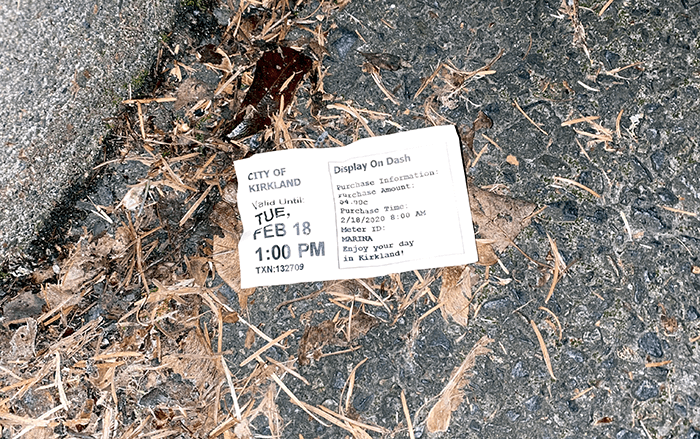 CITY OF
KIRKLAND
Valid Until:
TUE,
FEB 18
1:00 PM
TXN:132709
Display On Dash
Purchase Information:
Purchase Amount:
Purchase Time:
2/18/2020 8:00 AM
Meter ID:
MARINA
Enjoy your day
in Kirkland!